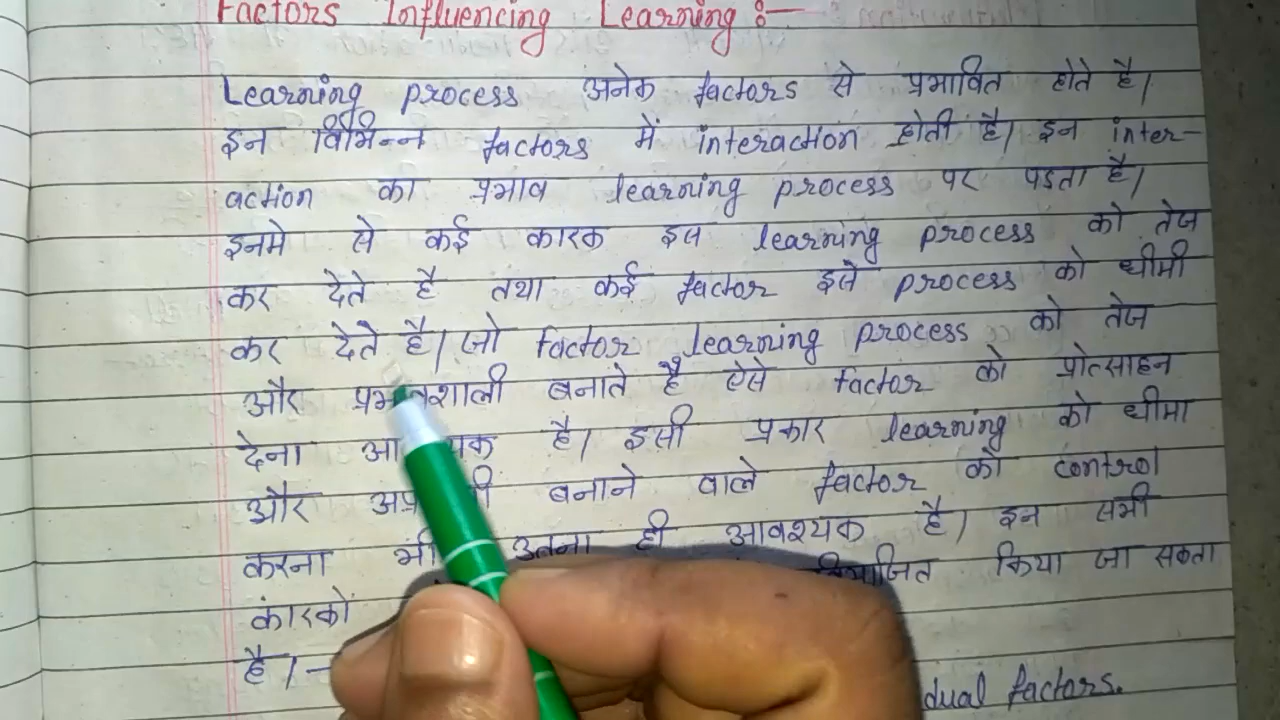 Factors Influencing Learning :-
Learning process अनेक factors से प्रभावित होते है।
इन विभिन्न factors में interaction होती है। इन inter-
action का प्रभाव learning process पर पडता है।
इनमे से कई कारक इस learning process को तेज
कर देते है तथा कई factor इसे process को धीमी
कर देते है। जो factor learning process को तेज
और प्रभावशाली बनाते है ऐसे factor को प्रोत्साहन
देना है। इसी प्रकार learning को धीमा
और बनाने वाले factor को control
करना भी उतना ही आवश्यक है। इन सभी
कारकों विभाजित किया जा सकता
है। -
factors.